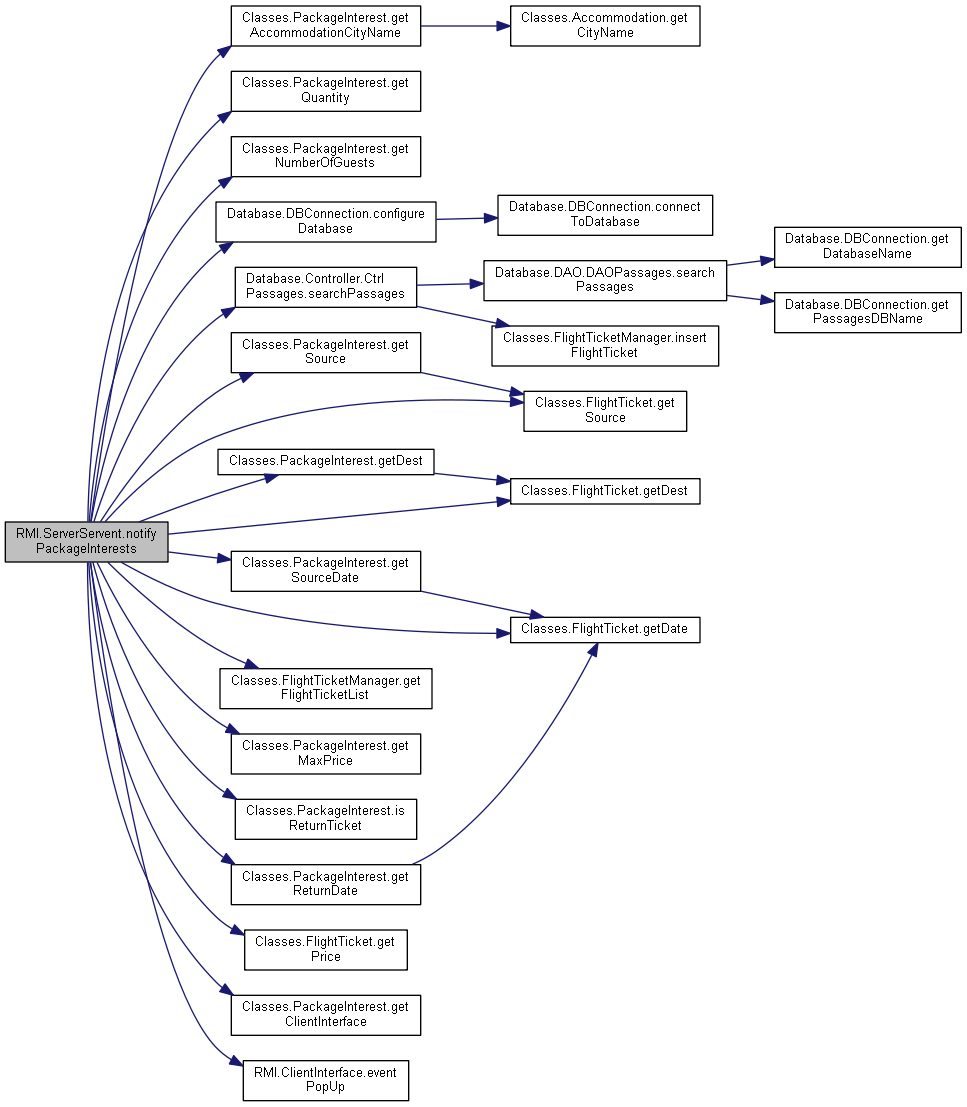 Classes.PackageInterest.get
AccommodationCityName
Classes.Accommodation.get
CityName
Classes.PackageInterest.get
Quantity
Classes.PackageInterest.get
NumberOfGuests
Database.DBConnection.configure
Database
Database.DBConnection.connect
ToDatabase
Database.Controller.Ctrl
Passages.searchPassages
Database.DAO.DAOPassages.search
Passages
Database.DBConnection.get
DatabaseName
Database.DBConnection.get
PassagesDBName
Classes.FlightTicketManager.insert
FlightTicket
Classes.PackageInterest.get
Source
Classes.FlightTicket.get
Source
Classes.PackageInterest.getDest
Classes.FlightTicket.getDest
RMI.ServerServent.notify
PackageInterests
Classes.PackageInterest.get
SourceDate
Classes.FlightTicket.getDate
Classes.FlightTicketManager.get
FlightTicketList
Classes.PackageInterest.get
MaxPrice
Classes.PackageInterest.is
ReturnTicket
Classes.PackageInterest.get
ReturnDate
Classes.FlightTicket.get
Price
Classes.PackageInterest.get
ClientInterface
RMI.ClientInterface.event
PopUp